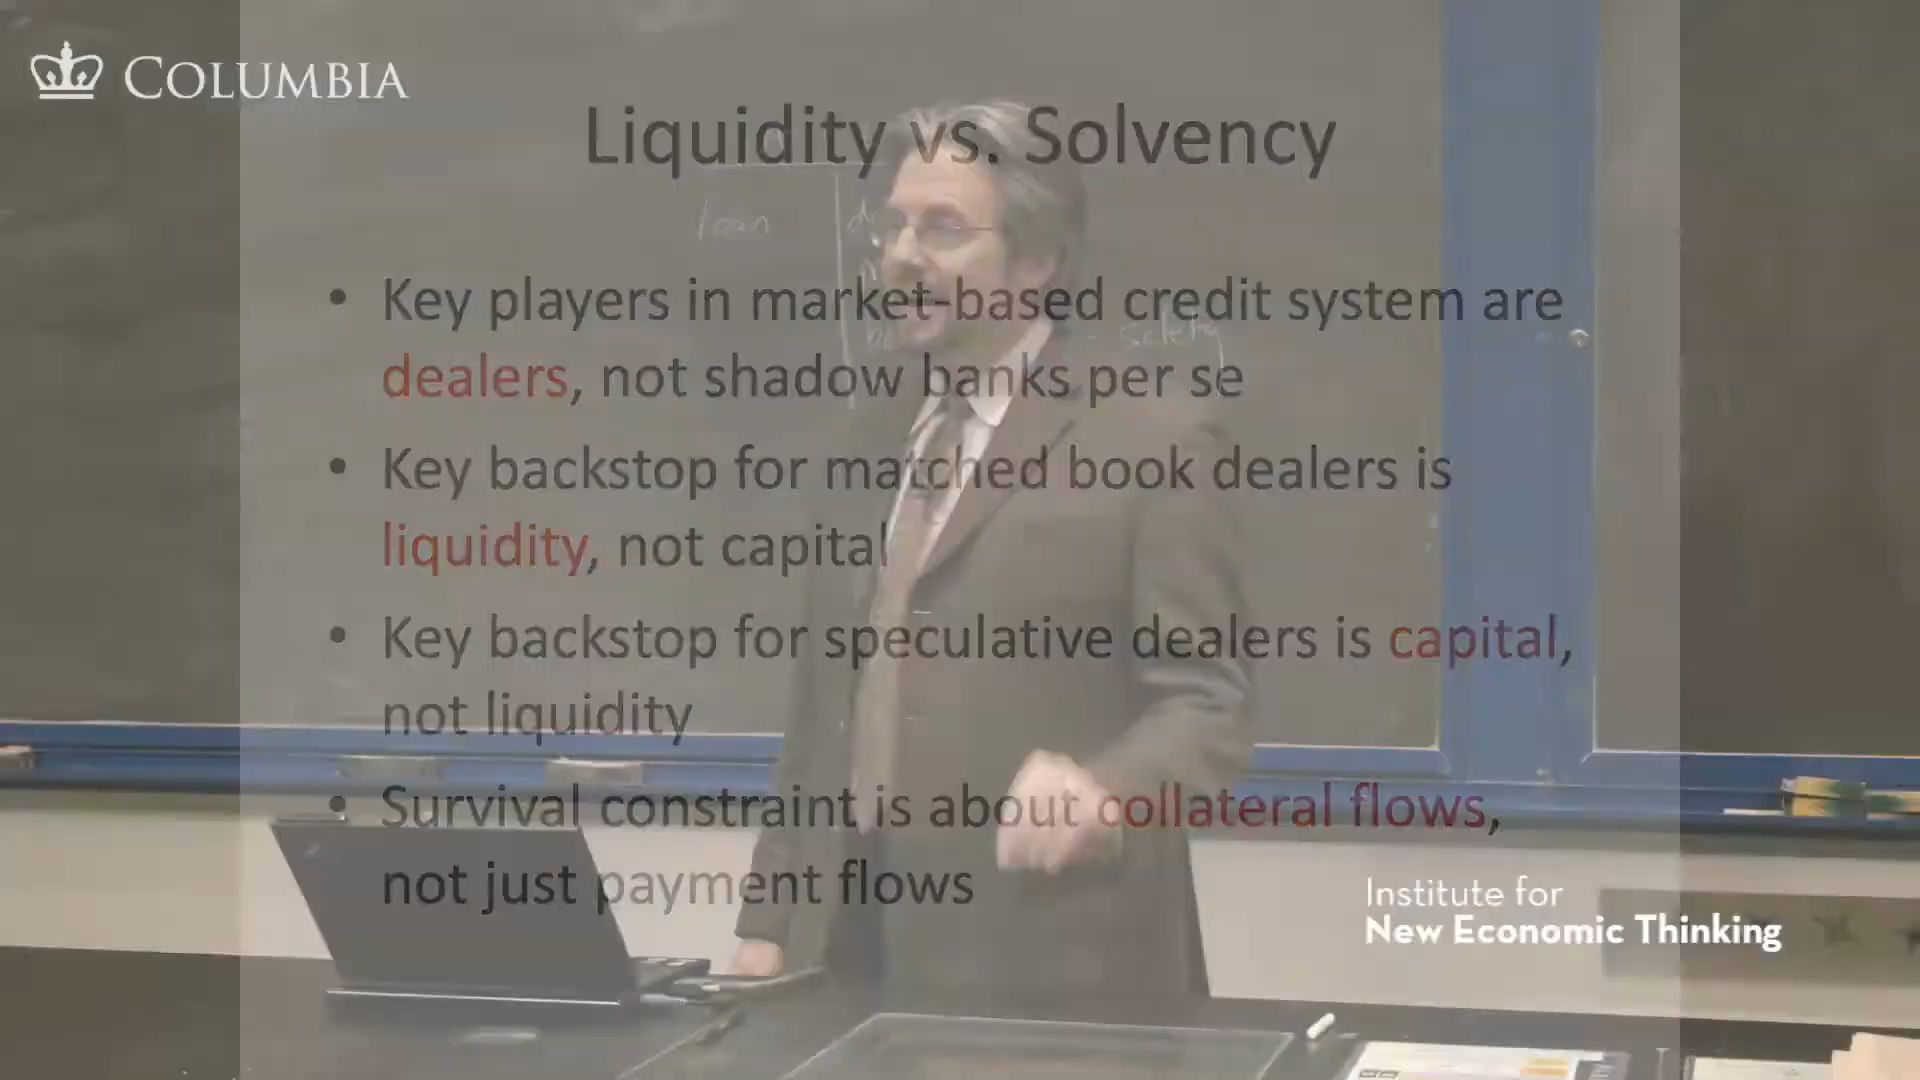 COLUMBIA
Liquidity vs. Solvency
loan
• Key players in market-based credit system are
dealers, not shadow banks per se
• Key backstop for matched book dealers is
liquidity, not capital
• Key backstop for speculative dealers is capital,
not liquidity
• Survival constraint is about collateral flows,
not just payment flows
Institute for
New Economic Thinking